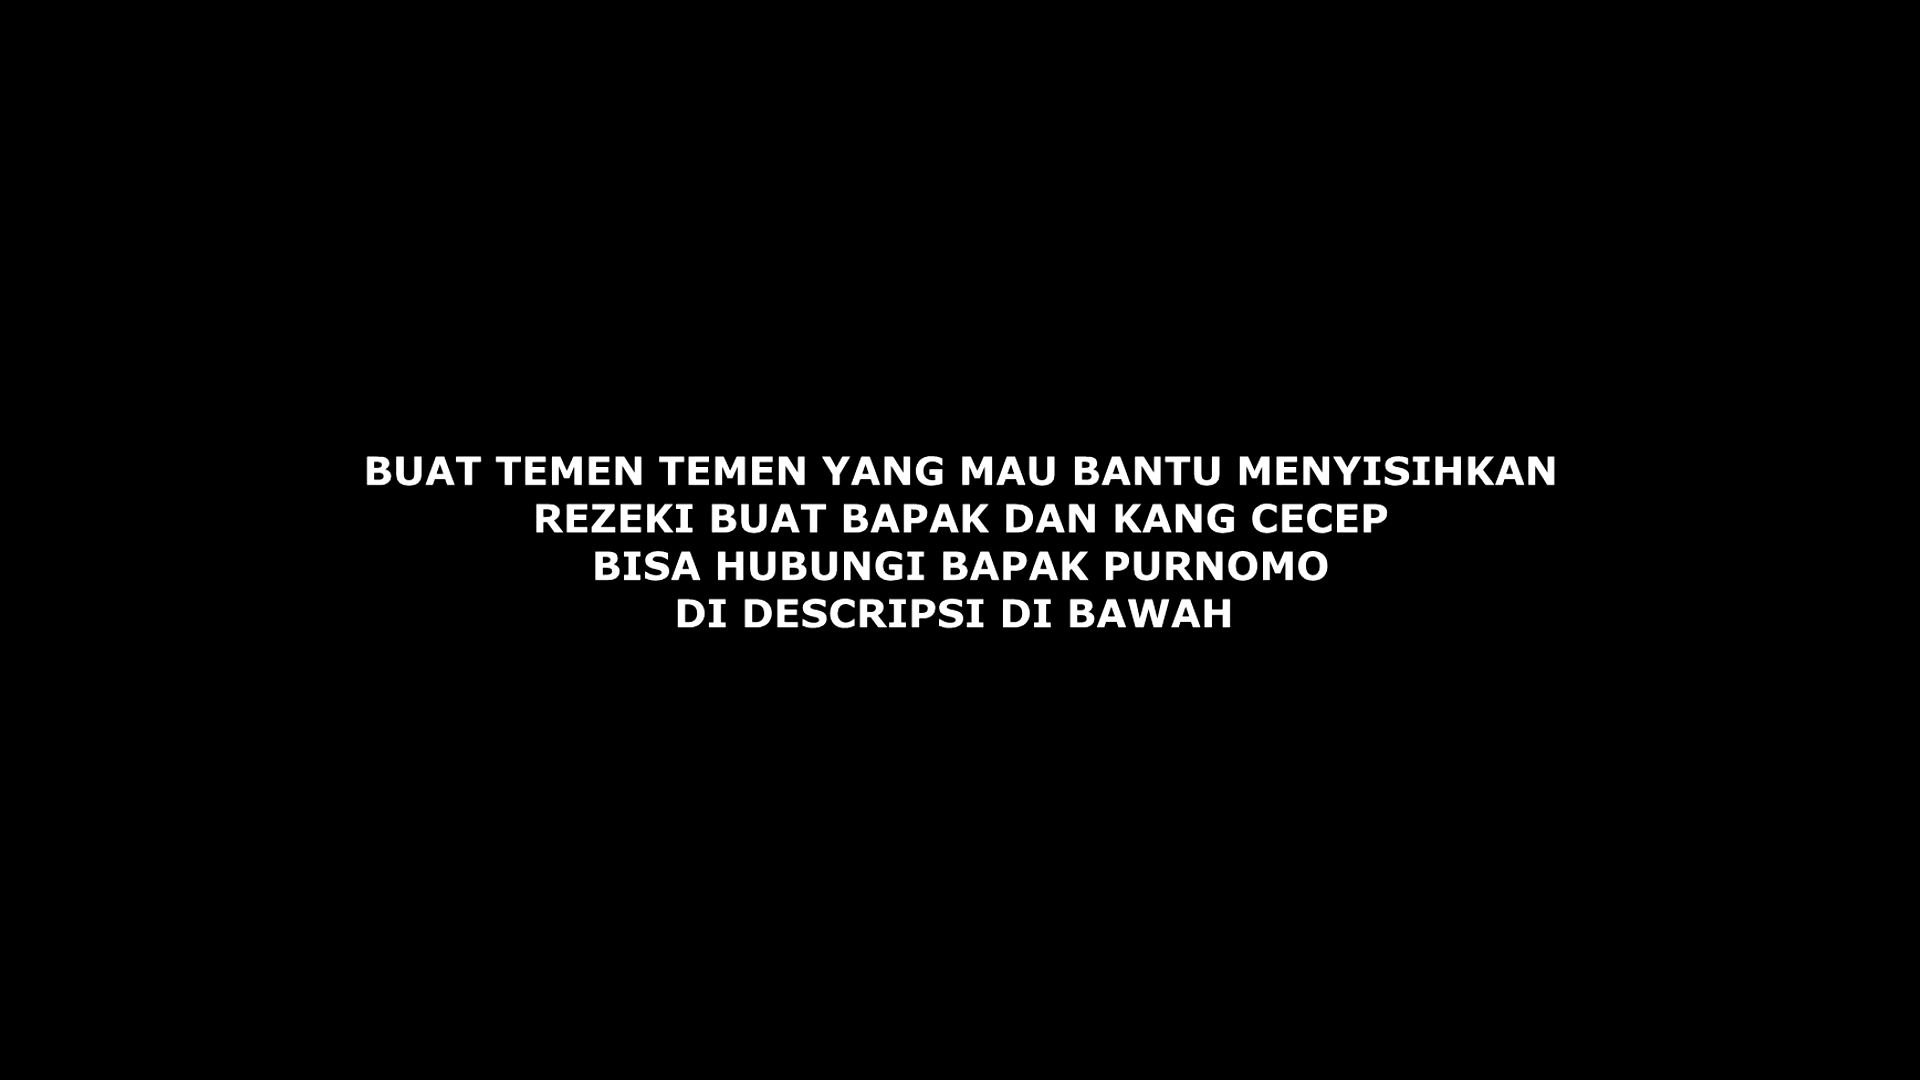 BUAT TEMEN TEMEN YANG MAU BANTU MENYISIHKAN
REZEKI BUAT BAPAK DAN KANG CECEP
BISA HUBUNGI BAPAK PURNOMO
DI DESCRIPSI DI BAWAH